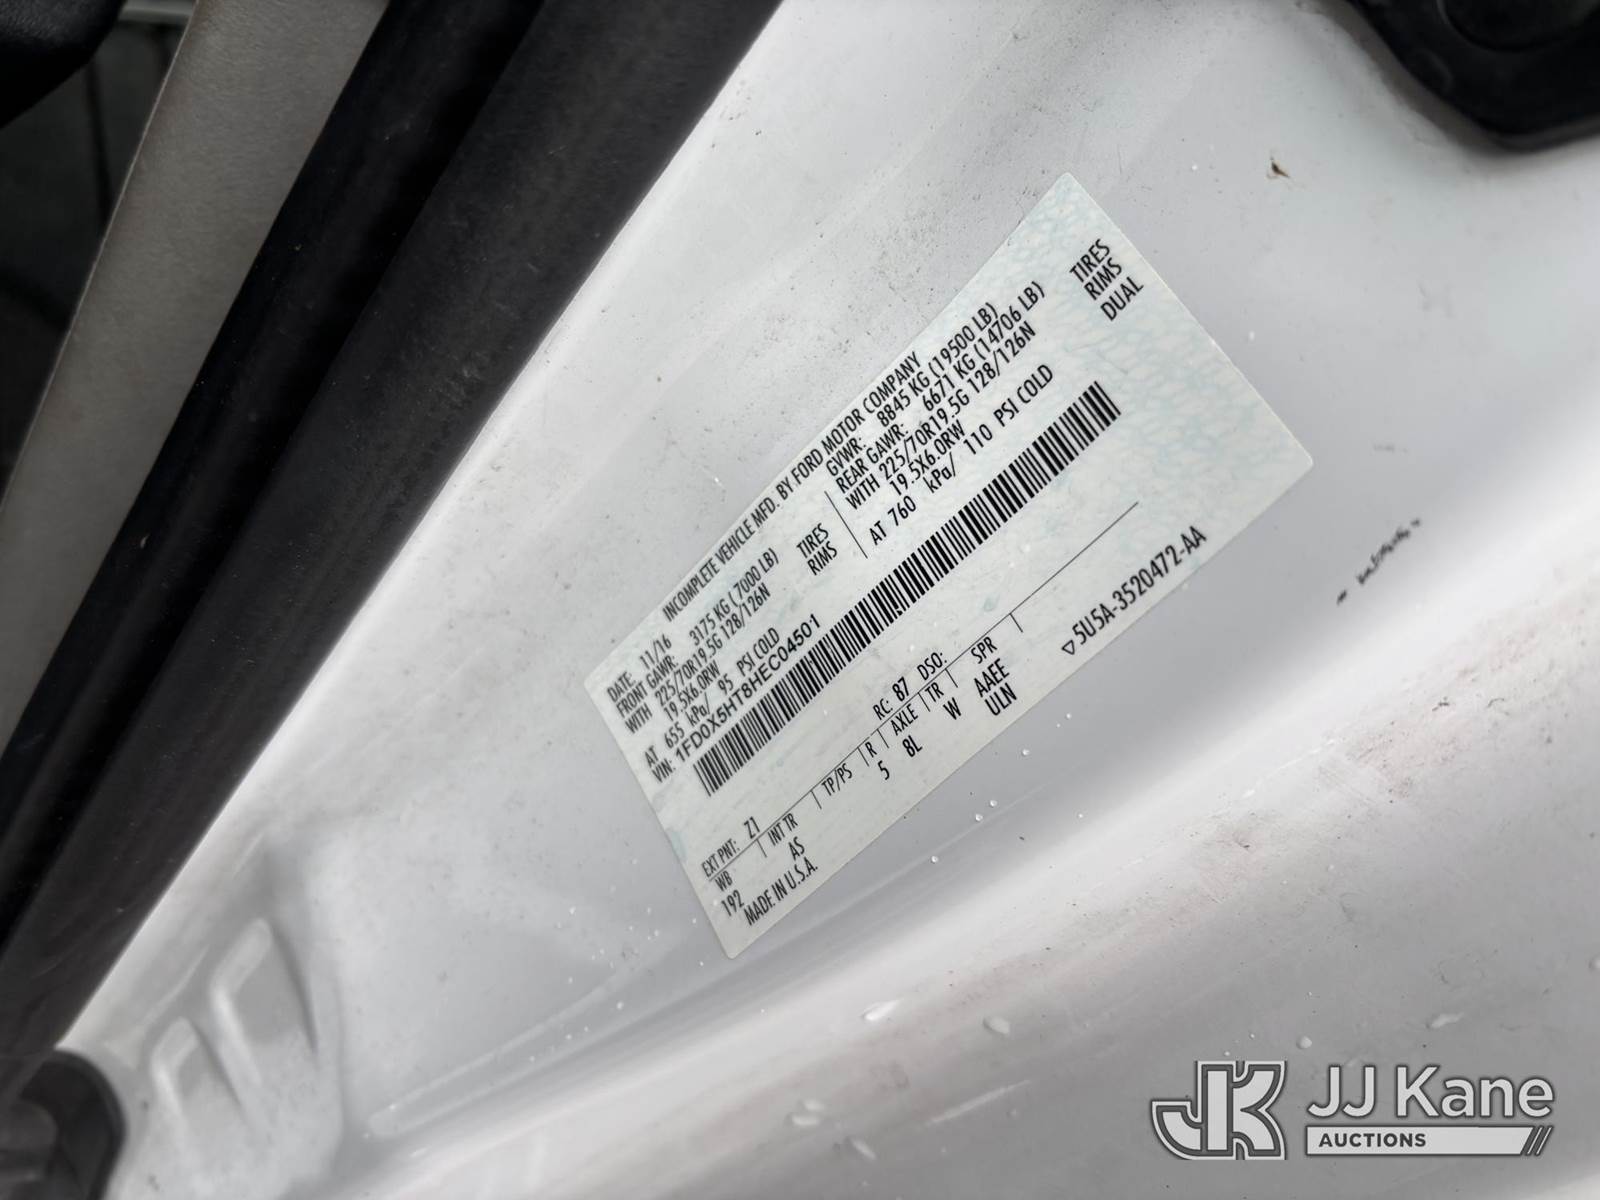 INCOMPLETE VEHICLE MFD. BY FORD MOTOR COMPANY
DATE: 11/16 GVWR: 8845 KG (19500 LB)
FRONT GAWR: 3175 KG (7000 LB) REAR GAWR: 6671 KG (14706 LB)
WITH 225/70R19.5G 128/126N TIRES WITH 225/70R19.5G 128/126N TIRES
19.5X6.0RW RIMS 19.5X6.0RW RIMS
AT 655 kPa/ 95 PSI COLD AT 760 kPa/ 110 PSI COLD DUAL
VIN: 1FD0X5HT8HEC04501
EXT PNT: Z1 RC: 87 DSO:
WB INT TR TP/PS R AXLE TR SPR
192 AS 5 8L W AAEE
MADE IN U.S.A. ULN
▽5U5A-3520472-AA
JK JJ Kane
AUCTIONS